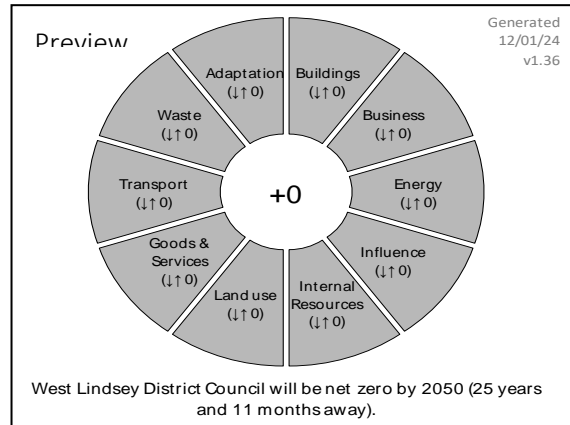 Preview
Generated
12/01/24
v1.36
Adaptation
(↓↑ 0)
Buildings
(↓↑ 0)
Business
(↓↑ 0)
Energy
(↓↑ 0)
Influence
(↓↑ 0)
Internal
Resources
(↓↑ 0)
Land use
(↓↑ 0)
Goods &
Services
(↓↑ 0)
Transport
(↓↑ 0)
Waste
(↓↑ 0)
+0
West Lindsey District Council will be net zero by 2050 (25 years
and 11 months away).